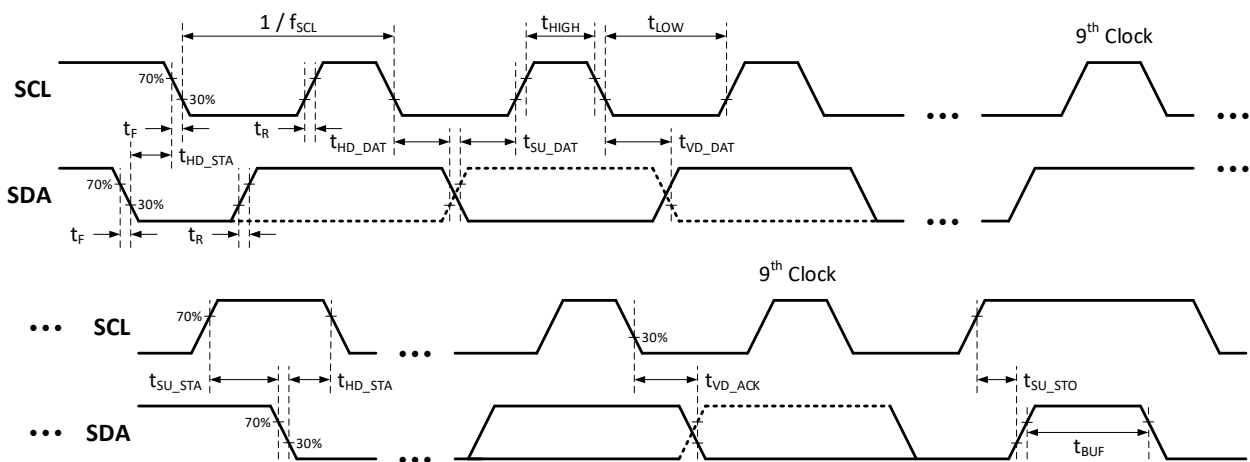 1 / fSCL
tHIGH
tLOW
9th Clock
SCL
70%
30%
tF
tR
tHD_STA
tHD_DAT
tSU_DAT
tVD_DAT
SDA
70%
30%
tF
tR
9th Clock
SCL
70%
30%
tSU_STA
tHD_STA
tVD_ACK
tSU_STO
SDA
70%
30%
tBUF